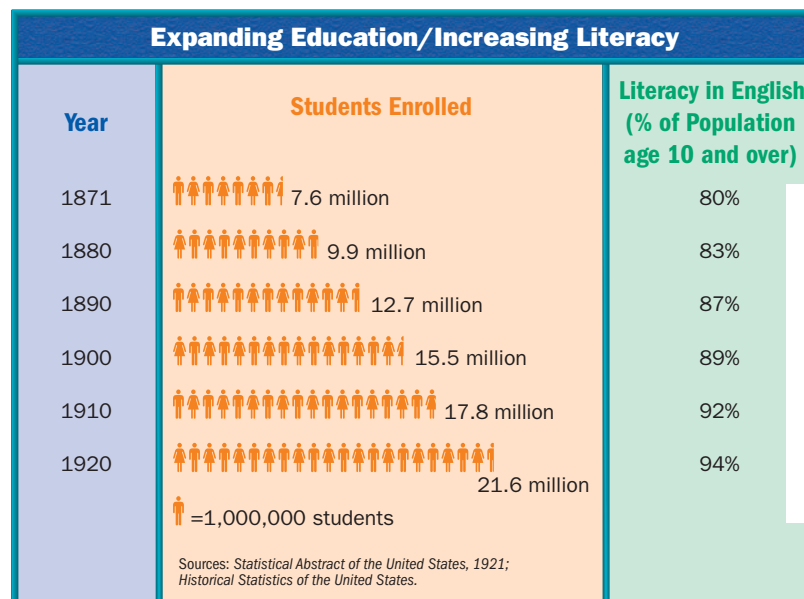 Expanding Education/Increasing Literacy
Year
Students Enrolled
Literacy in English
(% of Population
age 10 and over)
1871 7.6 million 80%
1880 9.9 million 83%
1890 12.7 million 87%
1900 15.5 million 89%
1910 17.8 million 92%
1920 21.6 million 94%
=1,000,000 students
Sources: Statistical Abstract of the United States, 1921;
Historical Statistics of the United States.